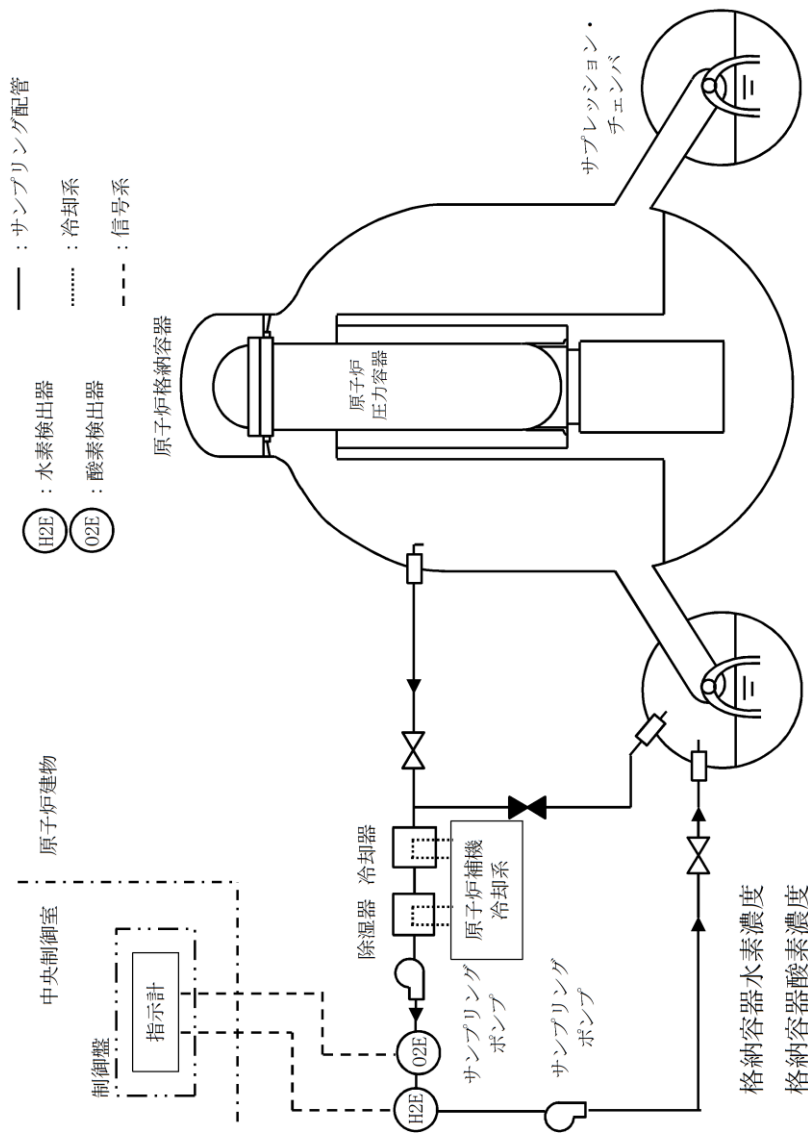 ： サンプリング配管
： 冷却系
： 信号系
H2E ： 水素検出器
O2E ： 酸素検出器
原子炉格納容器
原子炉
圧力容器
サプレッション・
チェンバ
原子炉建物
中央制御室
制御盤
指示計
冷却器
除湿器
原子炉補機
冷却系
サンプリング
ポンプ
O2E
H2E
サンプリング
ポンプ
格納容器水素濃度
格納容器酸素濃度